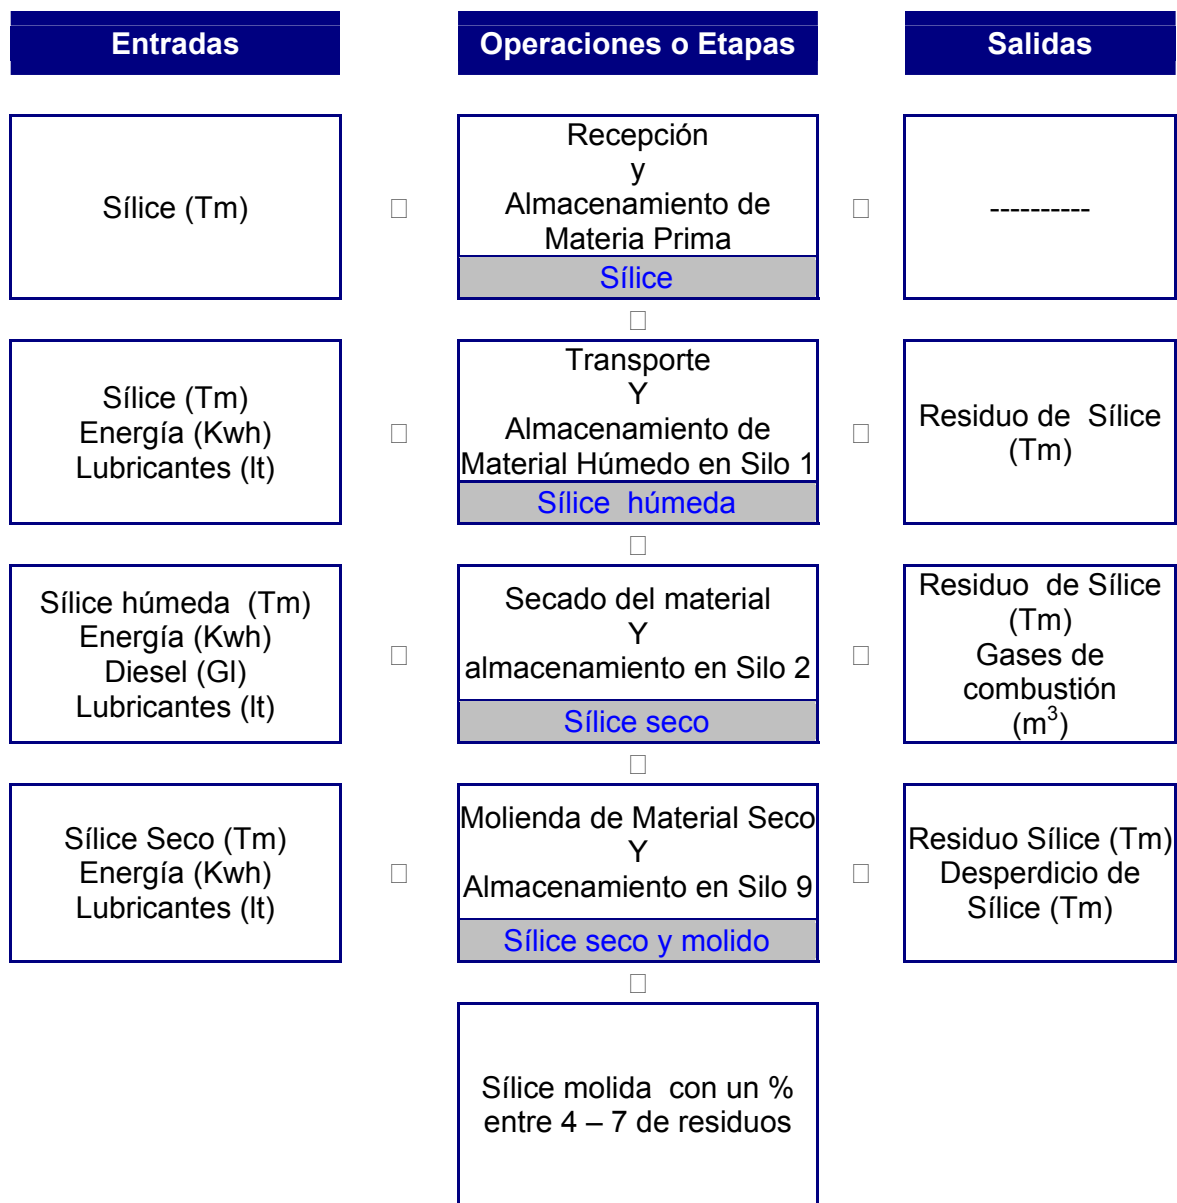 Entradas
Operaciones o Etapas
Salidas
Sílice (Tm)
Recepción
y
Almacenamiento de
Materia Prima
Sílice
----------
Sílice (Tm)
Energía (Kwh)
Lubricantes (lt)
Transporte
Y
Almacenamiento de
Material Húmedo en Silo 1
Sílice  húmeda
Residuo de  Sílice
(Tm)
Sílice húmeda  (Tm)
Energía (Kwh)
Diesel (Gl)
Lubricantes (lt)
Secado del material
Y
almacenamiento en Silo 2
Sílice seco
Residuo  de Sílice
(Tm)
Gases de
combustión
(m³)
Sílice Seco (Tm)
Energía (Kwh)
Lubricantes (lt)
Molienda de Material Seco
Y
Almacenamiento en Silo 9
Sílice seco y molido
Residuo Sílice (Tm)
Desperdicio de
Sílice (Tm)
Sílice molida  con un %
entre 4 – 7 de residuos